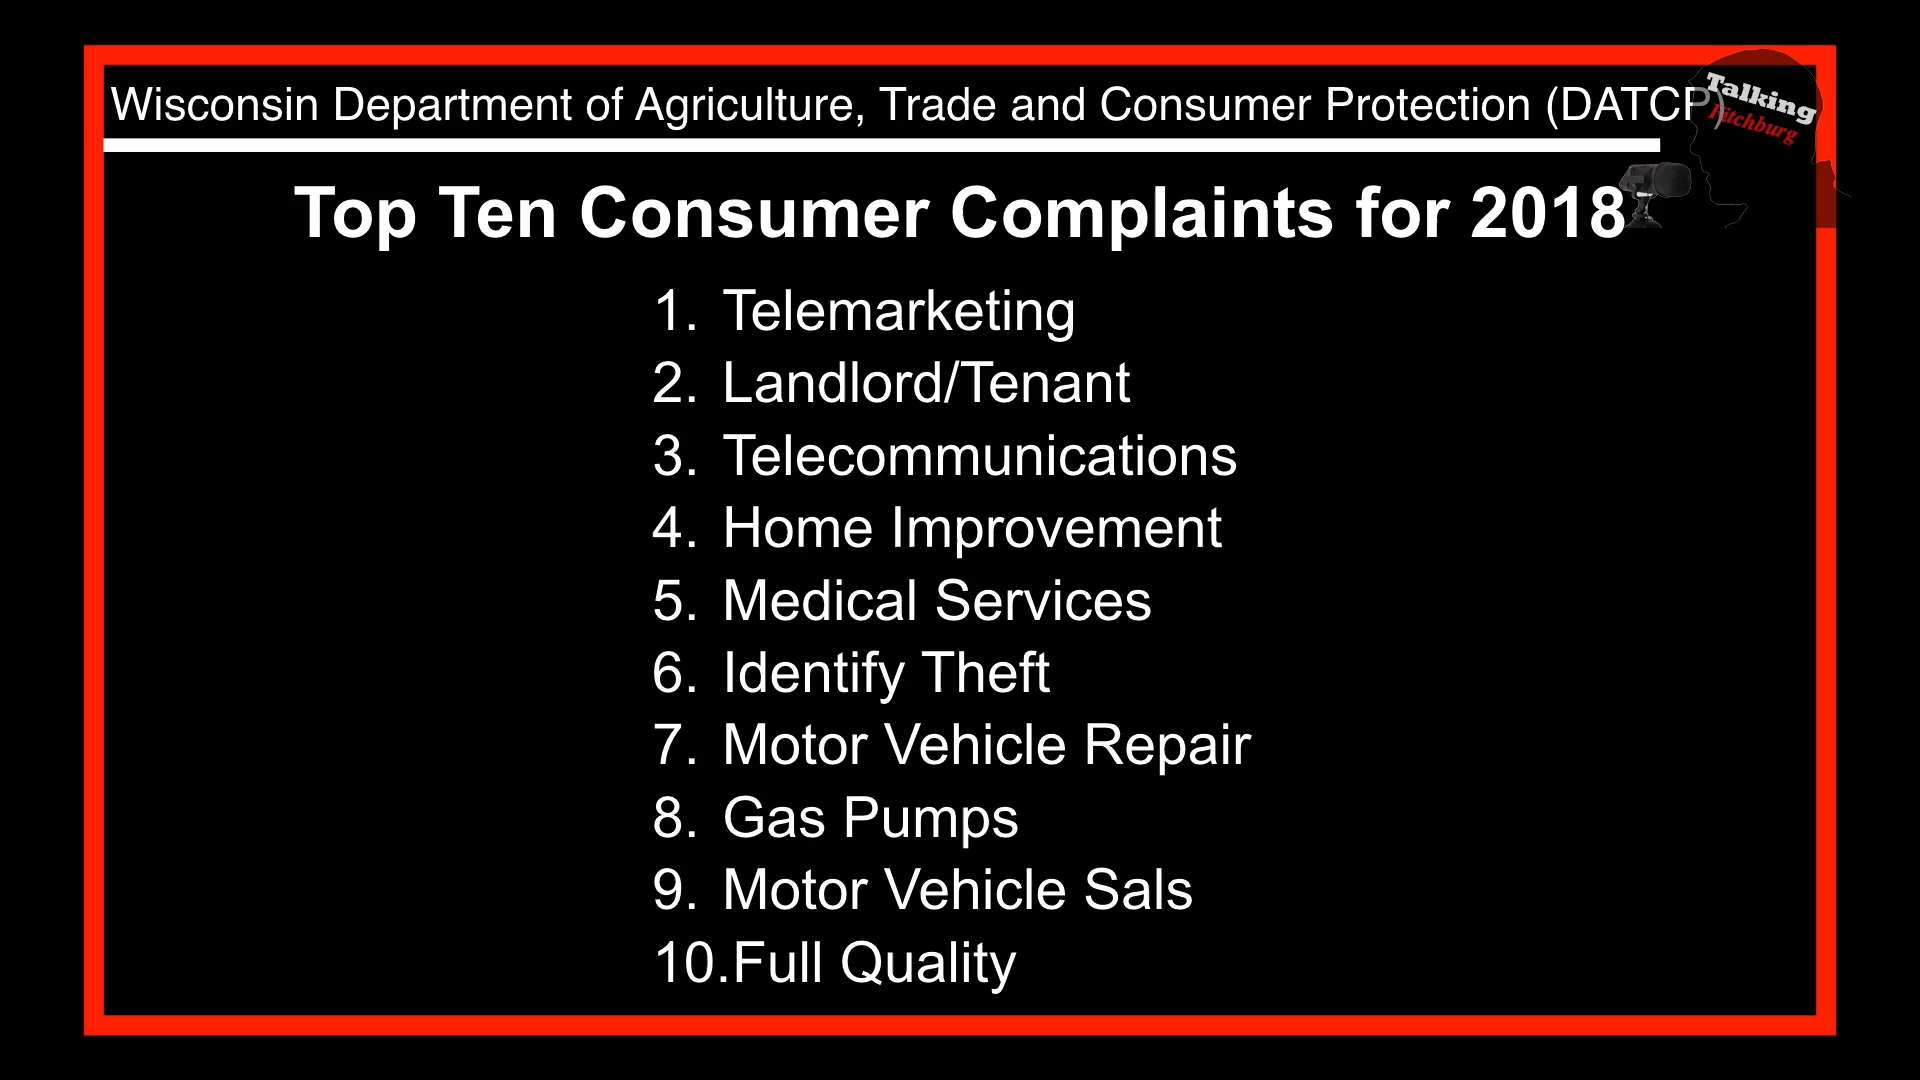 Wisconsin Department of Agriculture, Trade and Consumer Protection (DATCP)
Talking
Fitchburg
Top Ten Consumer Complaints for 2018
1. Telemarketing
2. Landlord/Tenant
3. Telecommunications
4. Home Improvement
5. Medical Services
6. Identify Theft
7. Motor Vehicle Repair
8. Gas Pumps
9. Motor Vehicle Sals
10.Full Quality